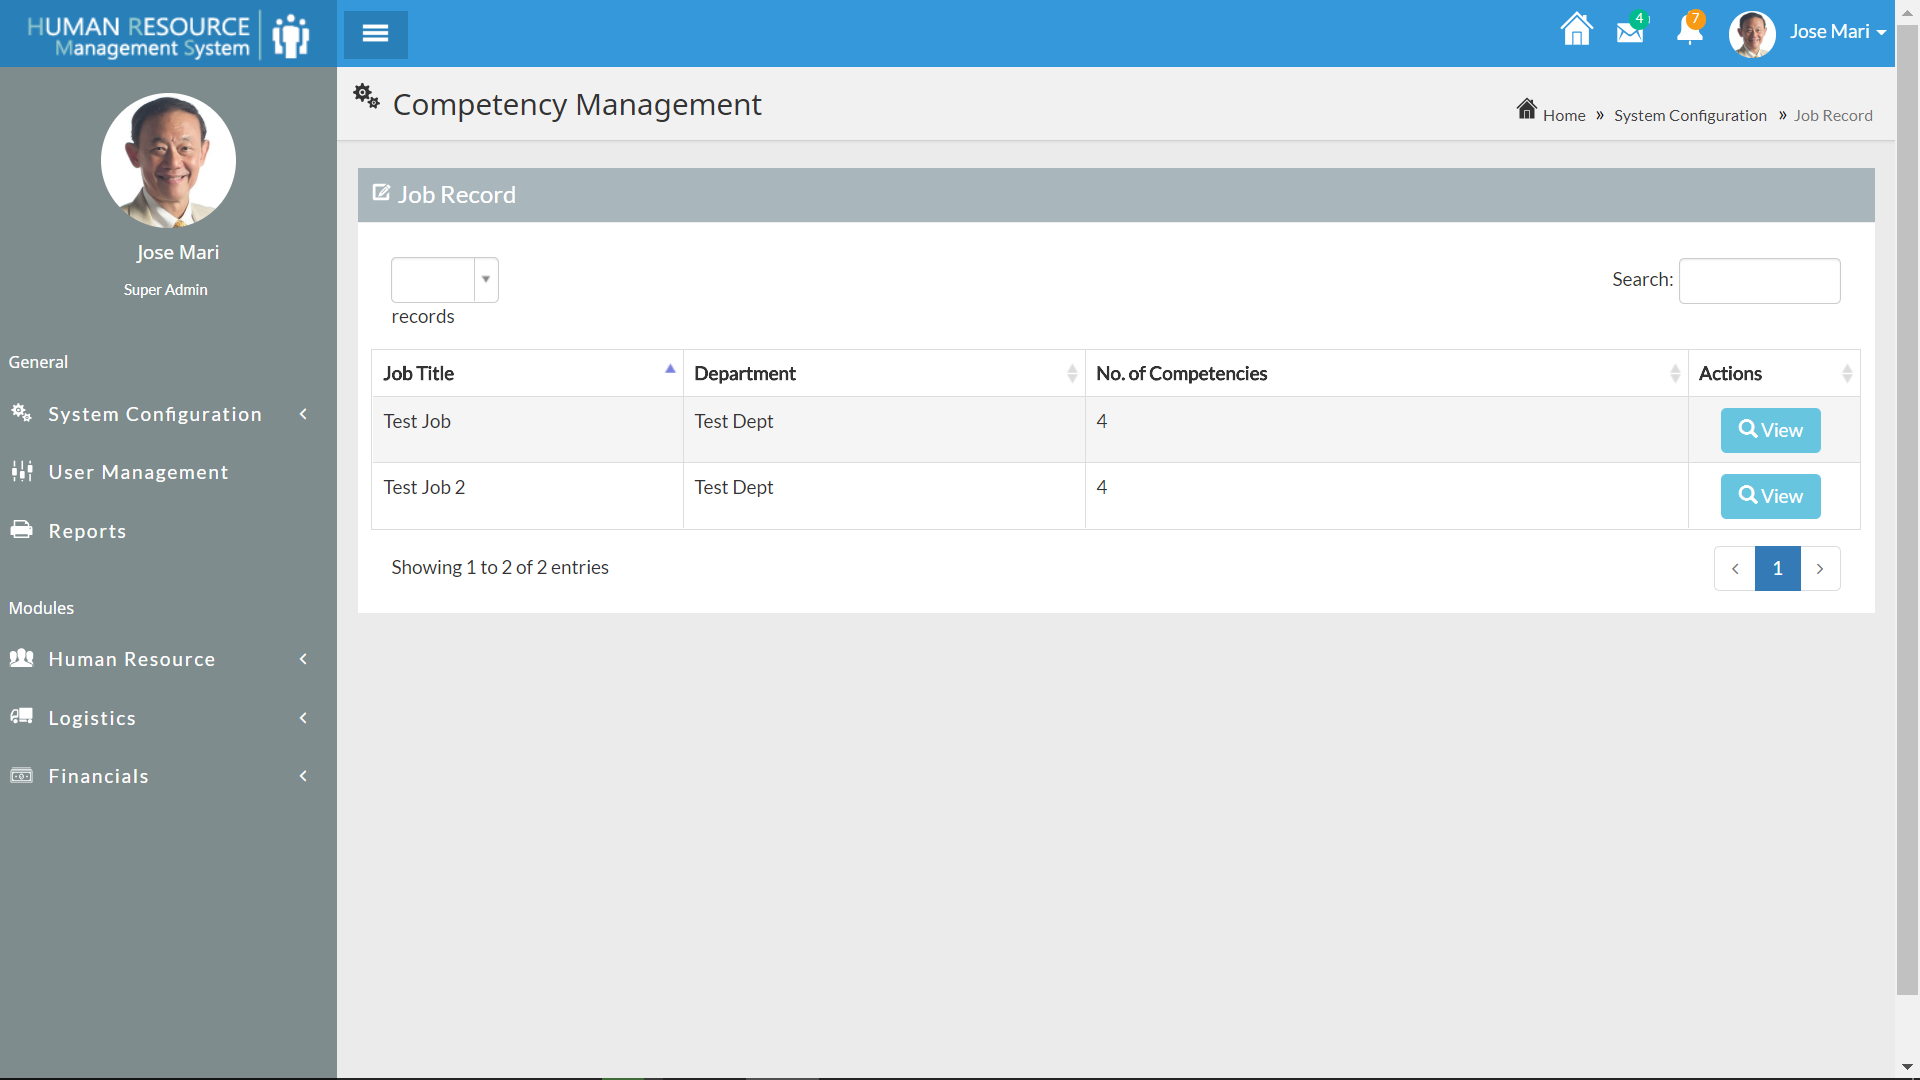 HUMAN RESOURCE
Management System
4
7
Jose Mari
Competency Management
Home » System Configuration » Job Record
Jose Mari
Super Admin
General
System Configuration
User Management
Reports
Modules
Human Resource
Logistics
Financials
Job Record
records
Search:
Job Title Department No. of Competencies Actions
Test Job Test Dept 4 View
Test Job 2 Test Dept 4 View
Showing 1 to 2 of 2 entries
‹ 1 ›